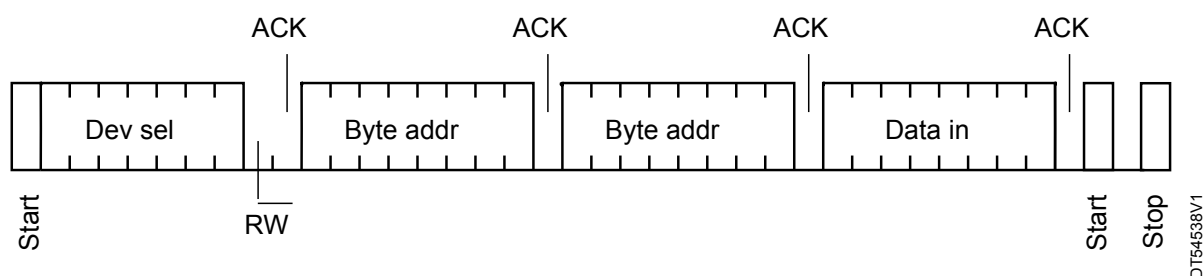 ACK ACK ACK ACK
Dev sel Byte addr Byte addr Data in
RW
Start Start Stop
DT54538V1